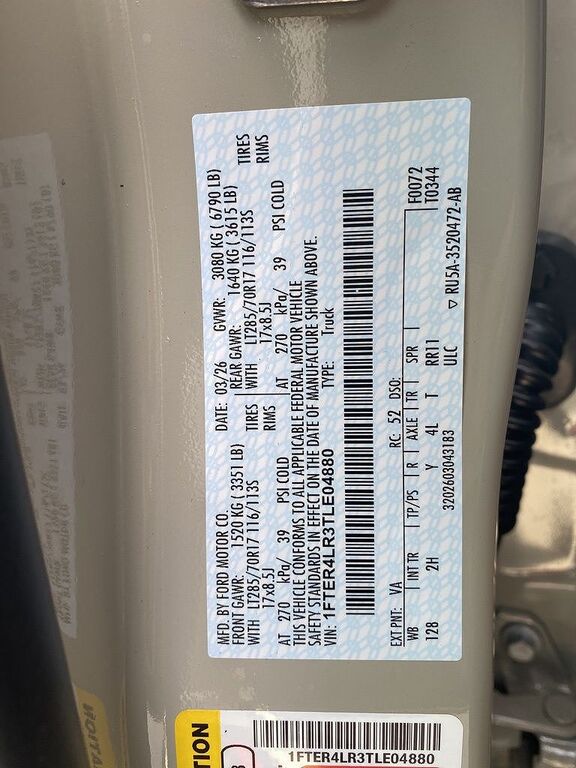 MFD. BY FORD MOTOR CO. DATE: 03/26 GVWR: 3080 KG ( 6790 LB)
FRONT GAWR: 1520 KG ( 3351 LB) REAR GAWR: 1640 KG ( 3615 LB)
WITH LT285/70R17 116/113S TIRES WITH LT285/70R17 116/113S TIRES
17x8.5J RIMS 17x8.5J RIMS
AT 270 kPa/ 39 PSI COLD AT 270 kPa/ 39 PSI COLD
THIS VEHICLE CONFORMS TO ALL APPLICABLE FEDERAL MOTOR VEHICLE
SAFETY STANDARDS IN EFFECT ON THE DATE OF MANUFACTURE SHOWN ABOVE.
VIN: 1FTER4LR3TLE04880 TYPE: Truck
EXT PNT: VA RC: 52 DSO: F0072
WB INT TR TP/PS R AXLE TR SPR T0344
128 2H Y 4L T RR11
3202603043183 ULC ▽ RU5A-3520472-AB
1FTER4LR3TLE04880